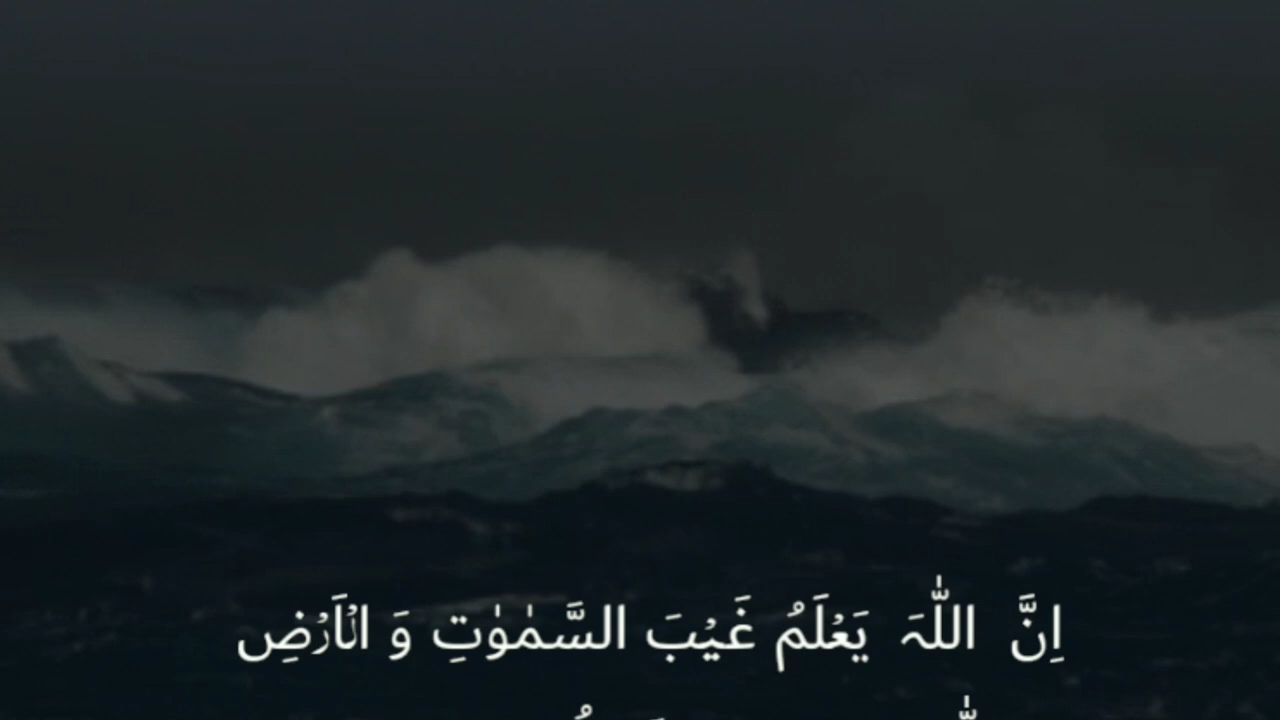 اِنَّ اللّٰہَ یَعۡلَمُ غَیۡبَ السَّمٰوٰتِ وَ الۡاَرۡضِ